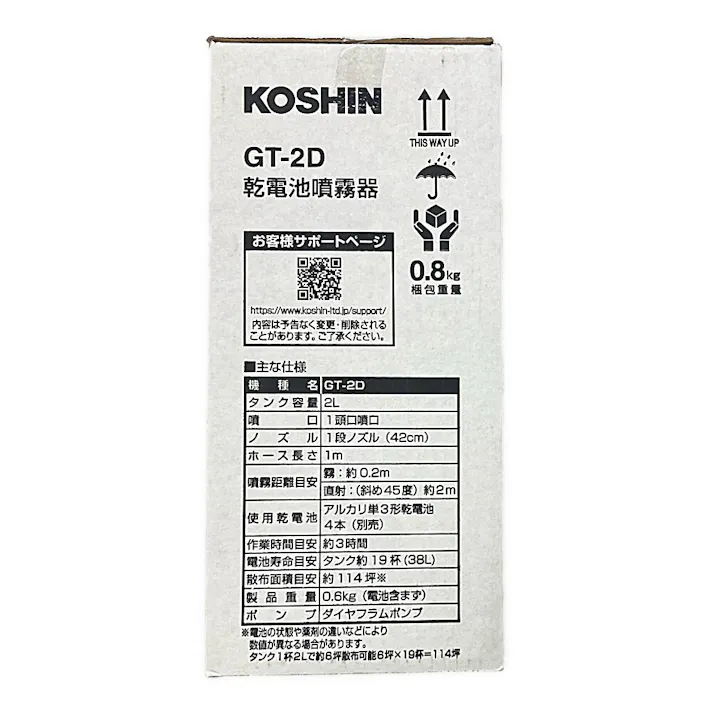 KOSHIN
THIS WAY UP
GT-2D
乾電池噴霧器
0.8kg
梱包重量
お客様サポートページ
https://www.koshin-ltd.jp/support/
内容は予告なく変更・削除される
ことがあります。ご了承ください。
■主な仕様
機種名 GT-2D
タンク容量 2L
噴口 1頭口噴口
ノズル 1段ノズル（42cm）
ホース長さ 1m
噴霧距離目安 霧：約0.2m
直射：（斜め45度）約2m
使用乾電池 アルカリ単3形乾電池
4本（別売）
作業時間目安 約3時間
電池寿命目安 タンク約19杯（38L）
散布面積目安 約114坪※
製品重量 0.6kg（電池含まず）
ポンプ ダイヤフラムポンプ
※電池の状態や薬剤の違いなどにより
数値が異なる場合があります。
タンク1杯2Lで約6坪散布可能6坪×19杯＝114坪